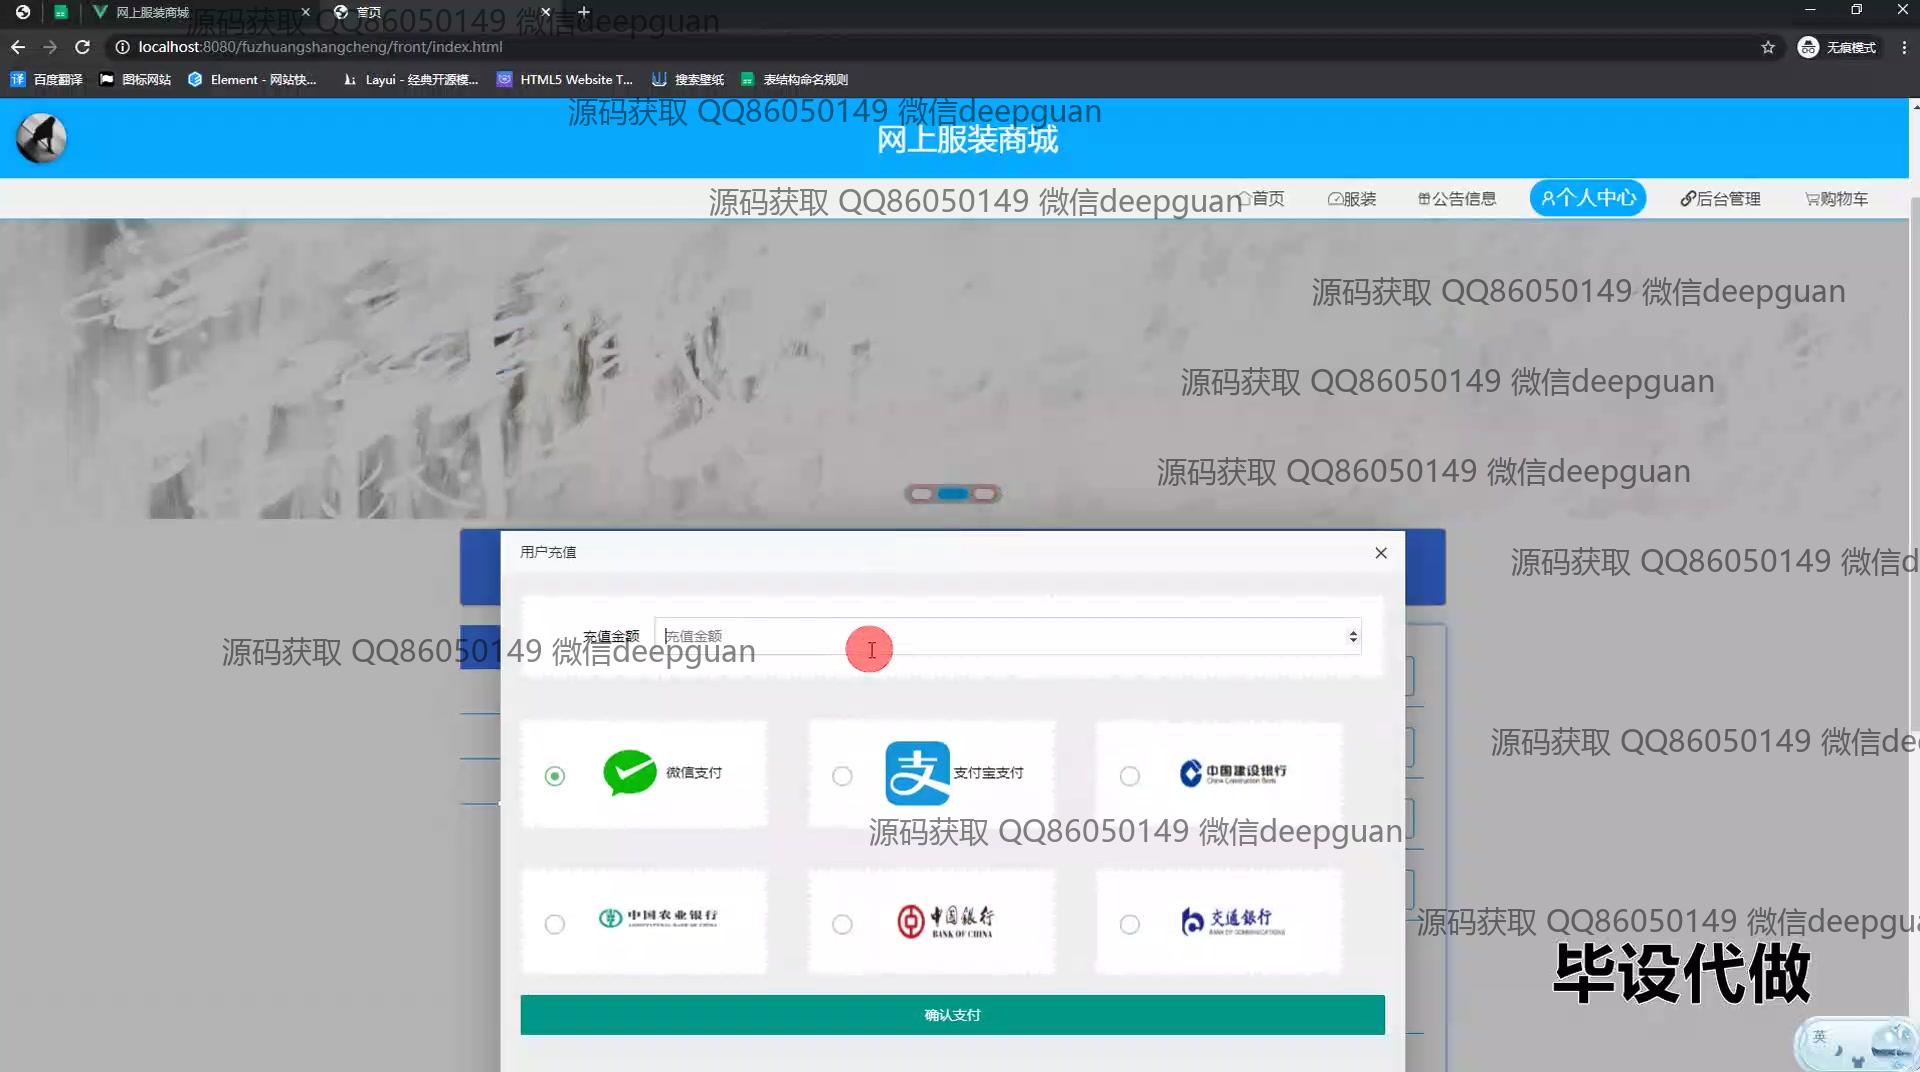 网上服装商城
首页
源码获取 QQ86050149 微信deepguan
localhost:8080/fuzhuangshangcheng/front/index.html
无痕模式
百度翻译
图标网站
Element - 网站快...
Layui - 经典开源模...
HTML5 Website T...
搜索壁纸
表结构命名规则
源码获取 QQ86050149 微信deepguan
网上服装商城
源码获取 QQ86050149 微信deepguan
首页
服装
公告信息
个人中心
后台管理
购物车
源码获取 QQ86050149 微信deepguan
源码获取 QQ86050149 微信deepguan
源码获取 QQ86050149 微信deepguan
用户充值
源码获取 QQ86050149 微信d
充值金额
充值金额
源码获取 QQ86050149 微信deepguan
源码获取 QQ86050149 微信de
微信支付
支
支付宝支付
中国建设银行
China Construction Bank
源码获取 QQ86050149 微信deepguan
中国农业银行
AGRICULTURAL BANK OF CHINA
中国银行
BANK OF CHINA
交通银行
BANK OF COMMUNICATIONS
源码获取 QQ86050149 微信deepgua
毕设代做
确认支付
英